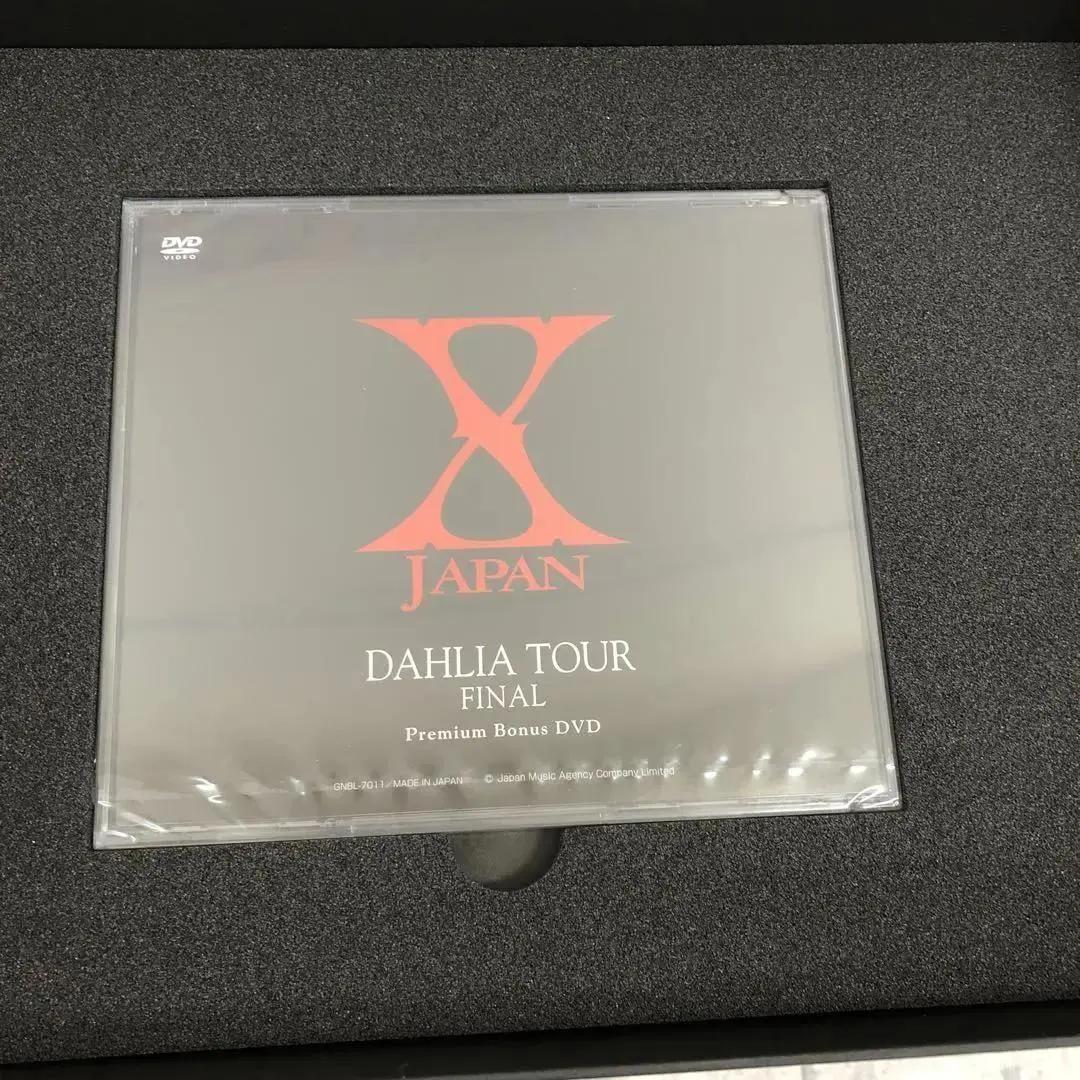 DVD
VIDEO
X
JAPAN
DAHLIA TOUR
FINAL
Premium Bonus DVD
GNBL-7011／MADE IN JAPAN © Japan Music Agency Company Limited